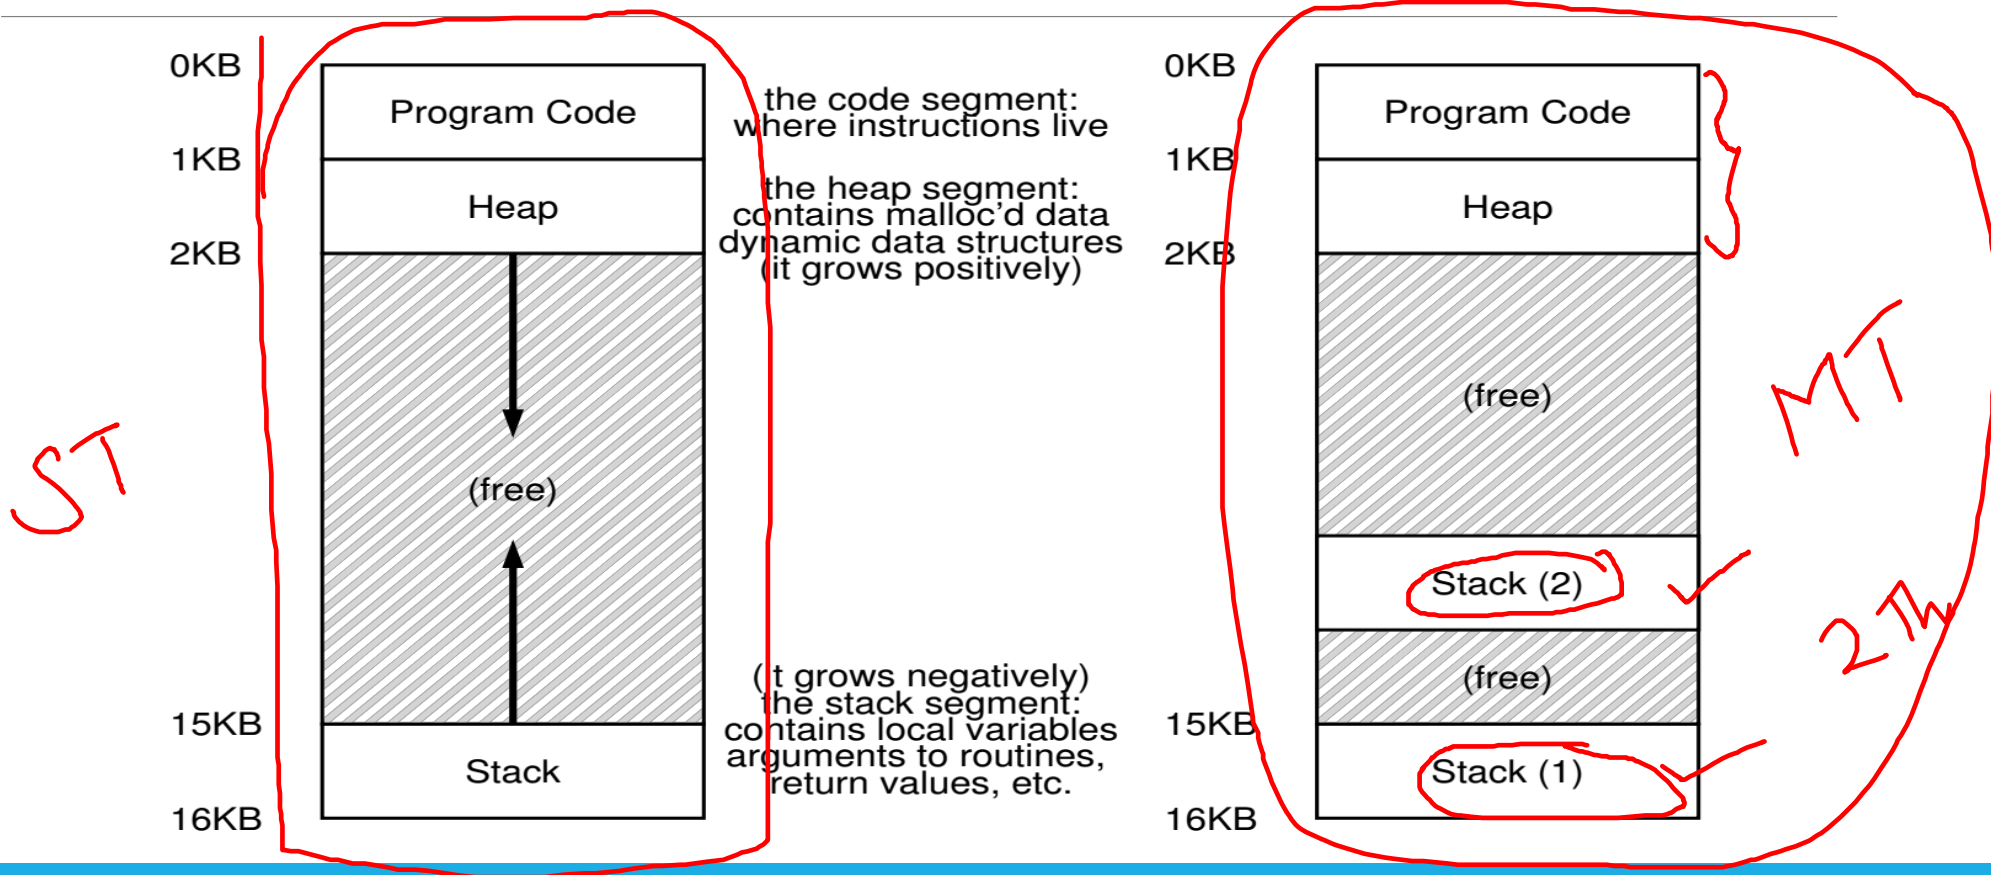 0KB
Program Code
1KB
Heap
2KB
(free)
15KB
Stack
16KB
ST
the code segment:
where instructions live
the heap segment:
contains malloc'd data
dynamic data structures
(it grows positively)
(it grows negatively)
the stack segment:
contains local variables
arguments to routines,
return values, etc.
0KB
Program Code
1KB
Heap
2KB
(free)
Stack (2)
(free)
15KB
Stack (1)
16KB
MT
2